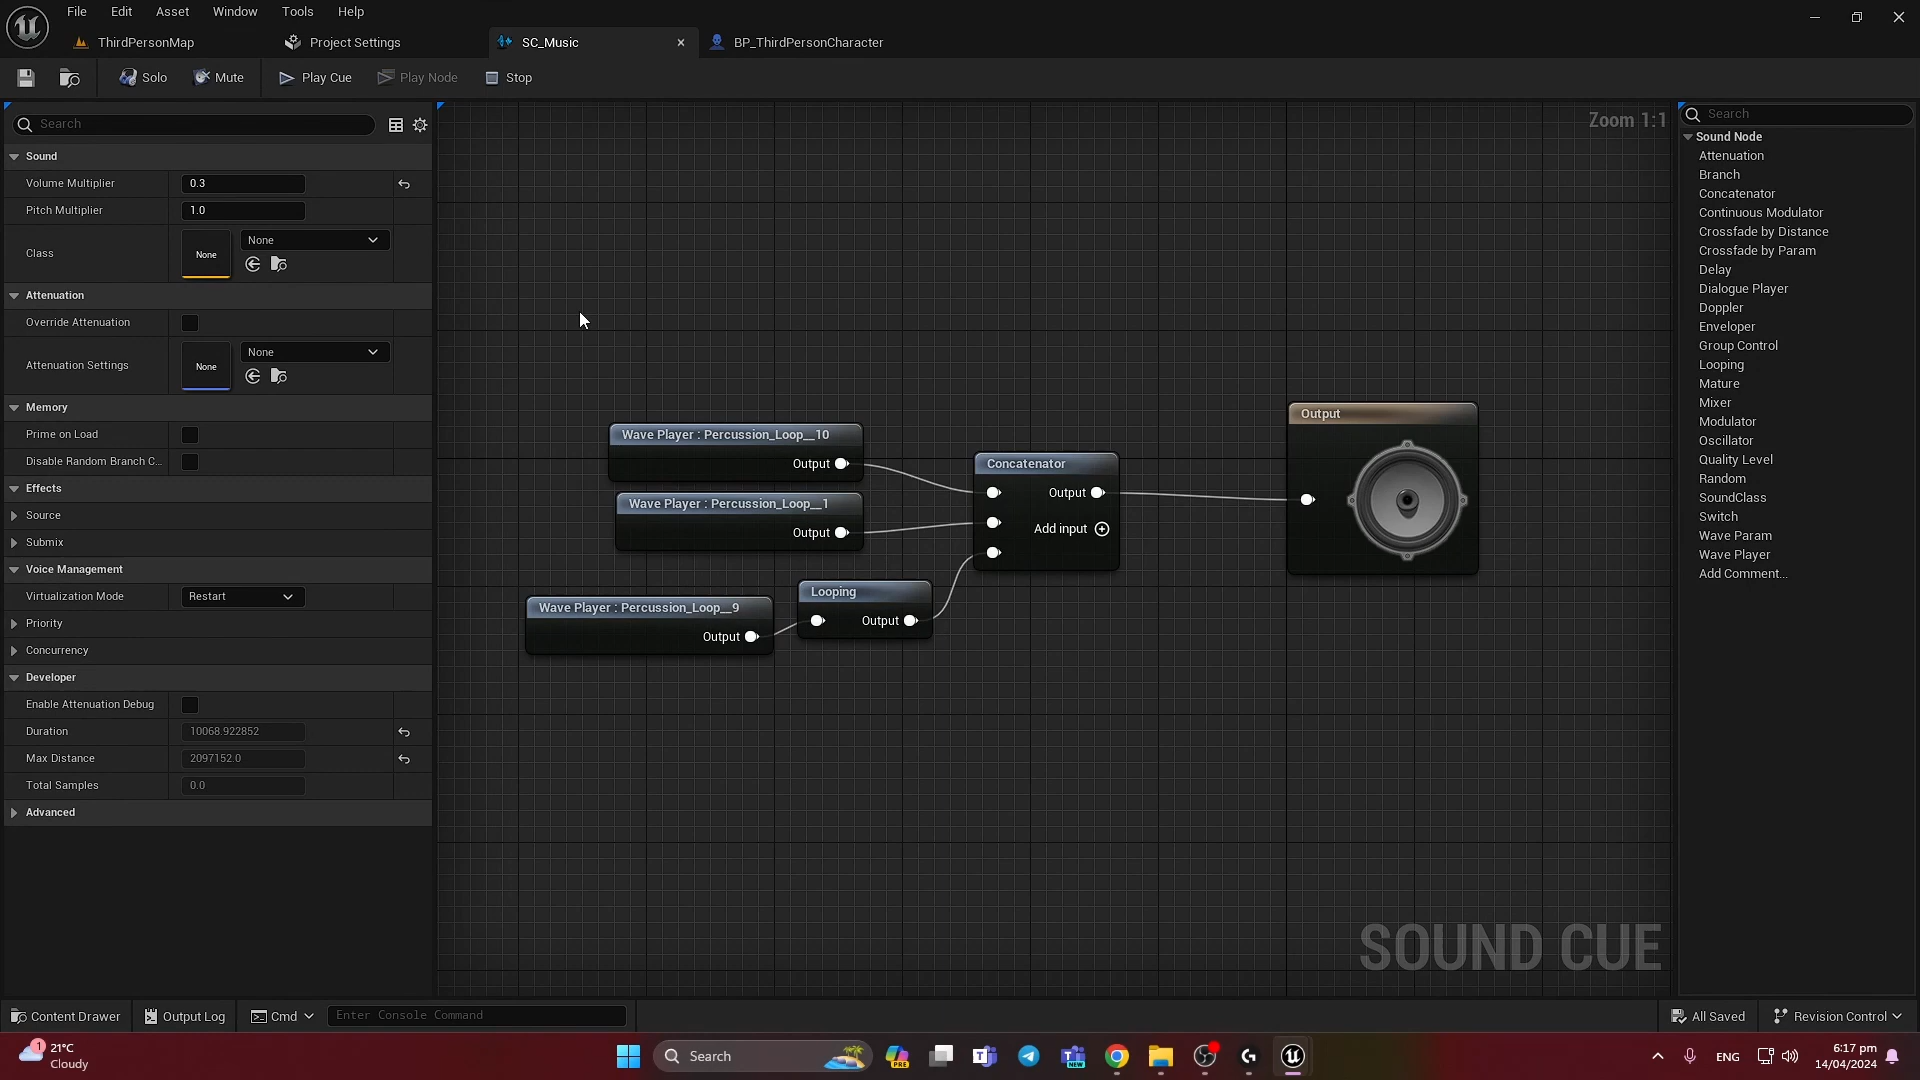 File Edit Asset Window Tools Help
ThirdPersonMap Project Settings SC_Music BP_ThirdPersonCharacter
Solo Mute Play Cue Play Node Stop
Search
Sound
Volume Multiplier 0.3
Pitch Multiplier 1.0
Class None None
Attenuation
Override Attenuation
Attenuation Settings None None
Memory
Prime on Load
Disable Random Branch C...
Effects
Source
Submix
Voice Management
Virtualization Mode Restart
Priority
Concurrency
Developer
Enable Attenuation Debug
Duration 10068.922852
Max Distance 2097152.0
Total Samples 0.0
Advanced
Zoom 1:1
Wave Player : Percussion_Loop__10
Output
Wave Player : Percussion_Loop__1
Output
Wave Player : Percussion_Loop__9
Output
Looping
Output
Concatenator
Output
Add input
Output
SOUND CUE
Search
Sound Node
Attenuation
Branch
Concatenator
Continuous Modulator
Crossfade by Distance
Crossfade by Param
Delay
Dialogue Player
Doppler
Enveloper
Group Control
Looping
Mature
Mixer
Modulator
Oscillator
Quality Level
Random
SoundClass
Switch
Wave Param
Wave Player
Add Comment...
Content Drawer Output Log Cmd Enter Console Command All Saved Revision Control
1
21°C
Cloudy
Search
PRE
NEW
ENG
6:17 pm
14/04/2024